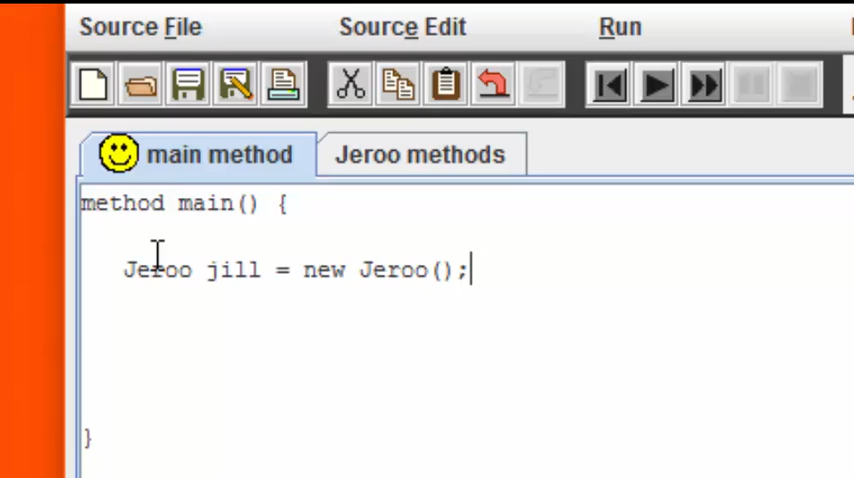 Source File Source Edit Run
main method Jeroo methods
method main() {
Jeroo jill = new Jeroo();
}